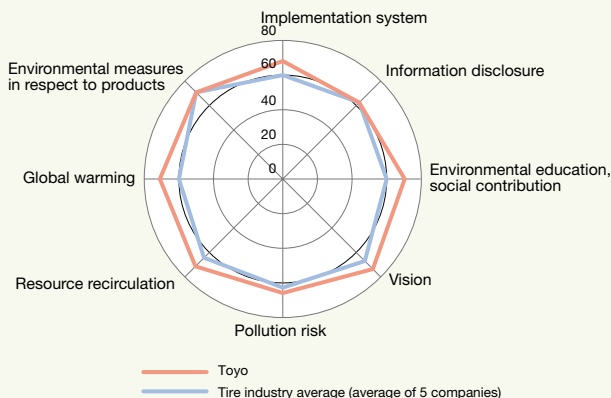 Implementation system
80
60
40
20
0
Information disclosure
Environmental education,
social contribution
Vision
Pollution risk
Resource recirculation
Global warming
Environmental measures
in respect to products
Toyo
Tire industry average (average of 5 companies)